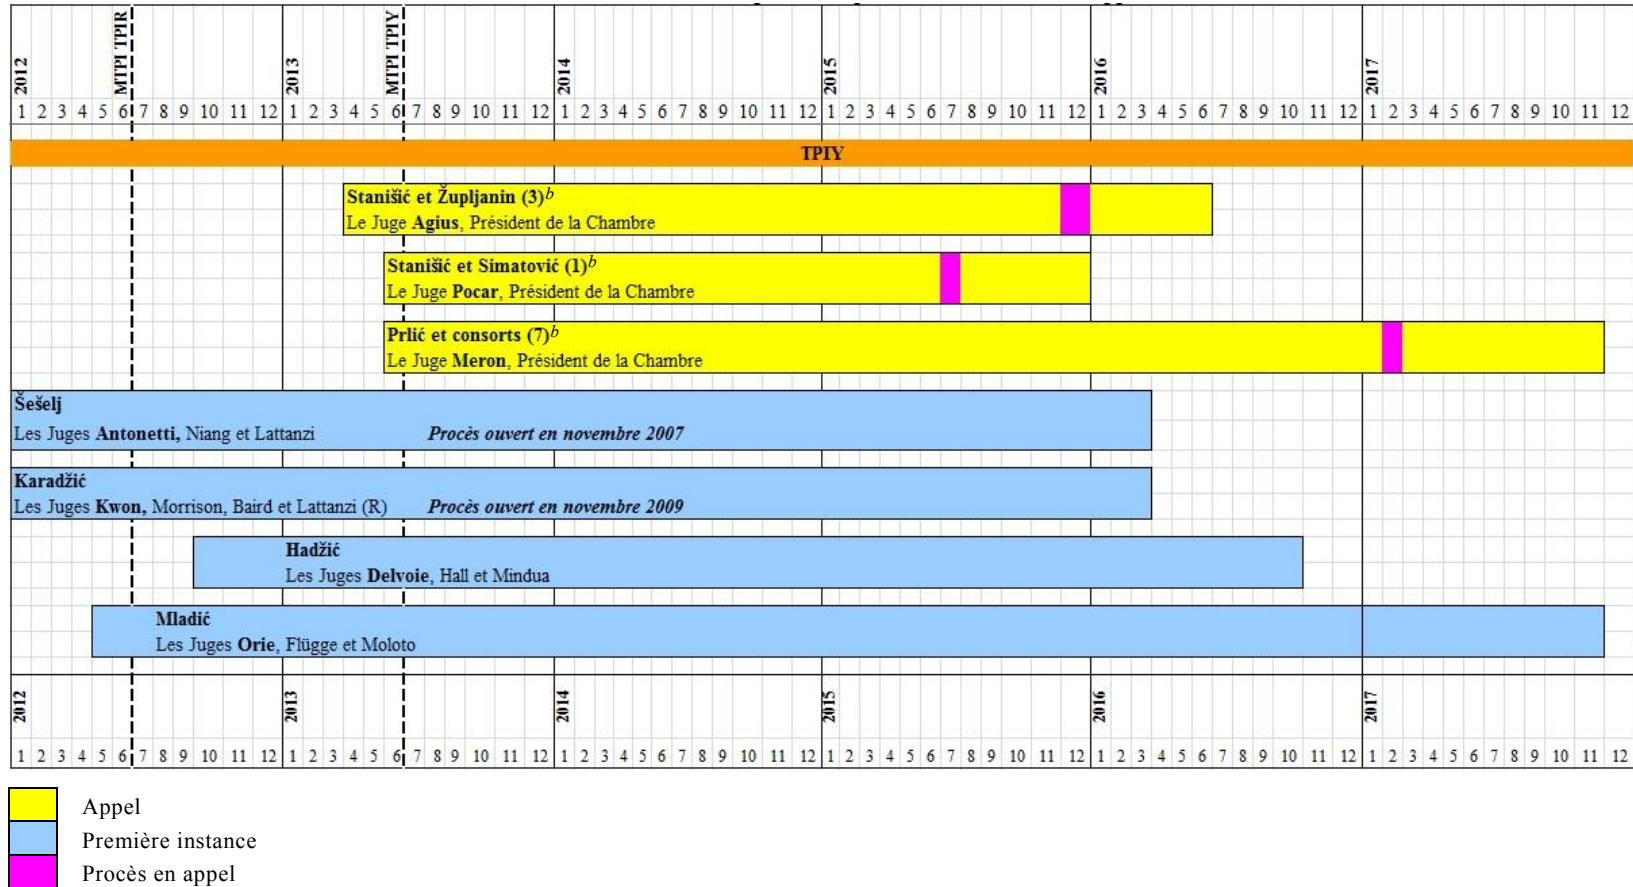 2012 MTPI TPIR 2013 MTPI TPIY 2014 2015 2016 2017
1 2 3 4 5 6 7 8 9 10 11 12 1 2 3 4 5 6 7 8 9 10 11 12 1 2 3 4 5 6 7 8 9 10 11 12 1 2 3 4 5 6 7 8 9 10 11 12 1 2 3 4 5 6 7 8 9 10 11 12 1 2 3 4 5 6 7 8 9 10 11 12
TPIY
Stanišić et Župljanin (3)b
Le Juge Agius, Président de la Chambre
Stanišić et Simatović (1)b
Le Juge Pocar, Président de la Chambre
Prlić et consorts (7)b
Le Juge Meron, Président de la Chambre
Šešelj
Les Juges Antonetti, Niang et Lattanzi Procès ouvert en novembre 2007
Karadžić
Les Juges Kwon, Morrison, Baird et Lattanzi (R) Procès ouvert en novembre 2009
Hadžić
Les Juges Delvoie, Hall et Mindua
Mladić
Les Juges Orie, Flügge et Moloto
2012 2013 2014 2015 2016 2017
1 2 3 4 5 6 7 8 9 10 11 12 1 2 3 4 5 6 7 8 9 10 11 12 1 2 3 4 5 6 7 8 9 10 11 12 1 2 3 4 5 6 7 8 9 10 11 12 1 2 3 4 5 6 7 8 9 10 11 12 1 2 3 4 5 6 7 8 9 10 11 12
Appel
Première instance
Procès en appel